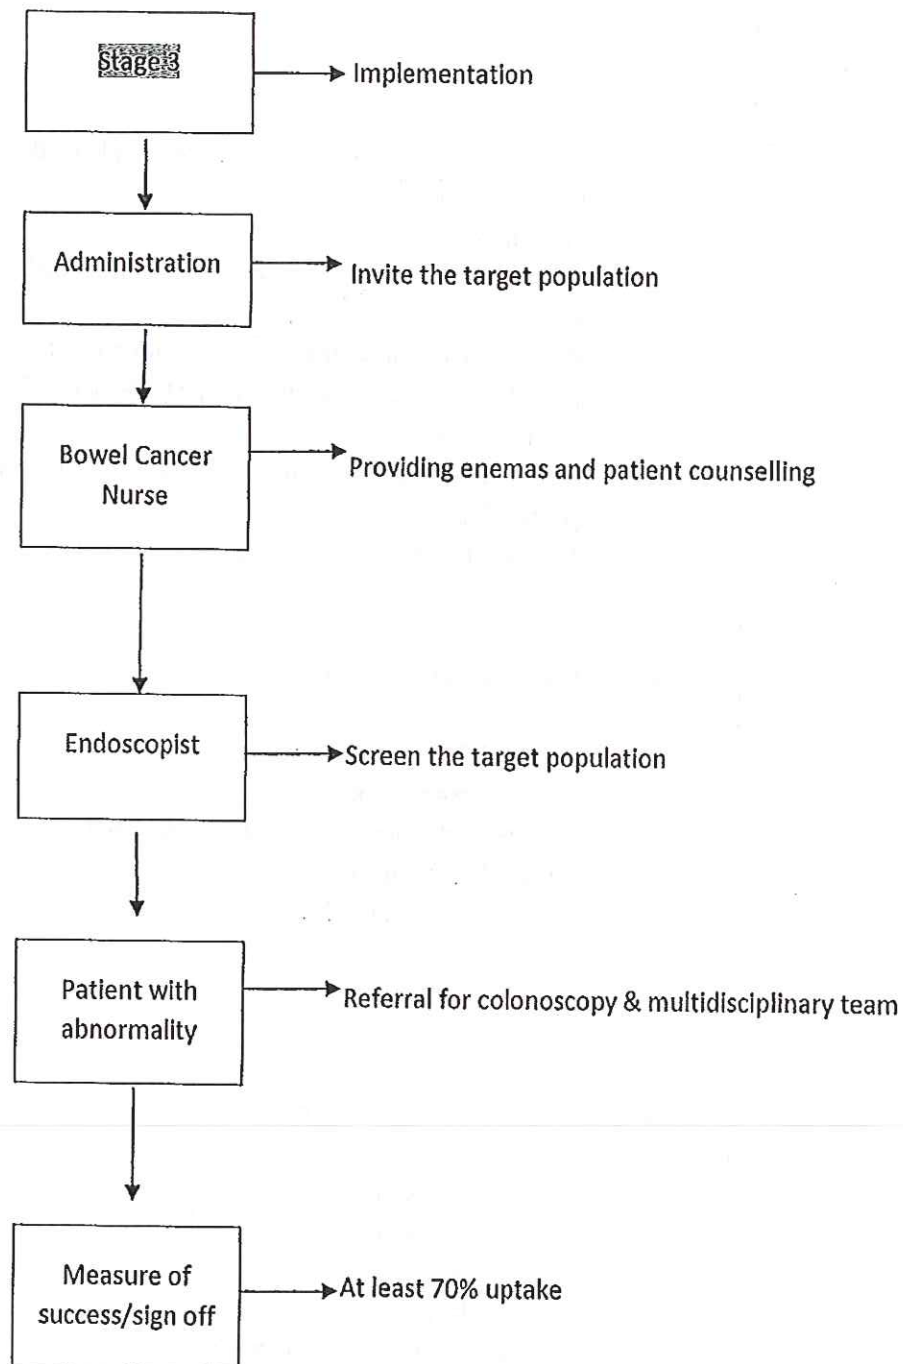 Stage 3
Implementation
Administration
Invite the target population
Bowel Cancer
Nurse
Providing enemas and patient counselling
Endoscopist
Screen the target population
Patient with
abnormality
Referral for colonoscopy & multidisciplinary team
Measure of
success/sign off
At least 70% uptake